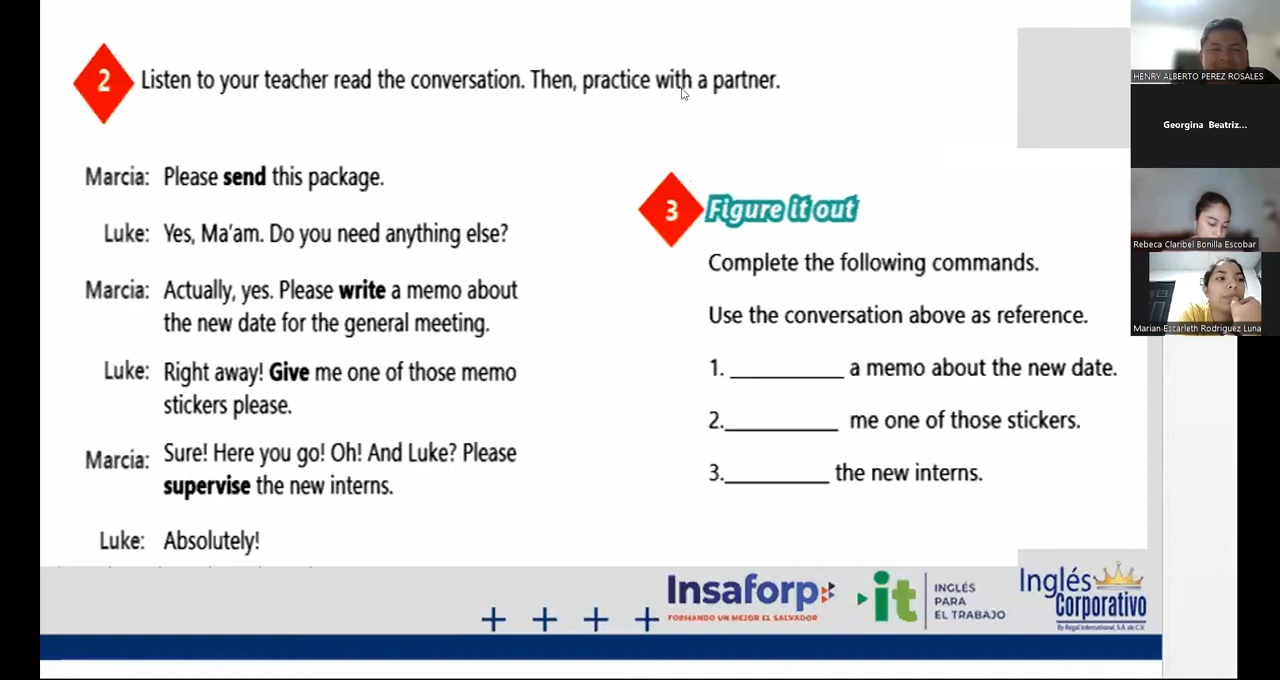 2 Listen to your teacher read the conversation. Then, practice with a partner.
Marcia: Please send this package.
Luke: Yes, Ma'am. Do you need anything else?
Marcia: Actually, yes. Please write a memo about
the new date for the general meeting.
Luke: Right away! Give me one of those memo
stickers please.
Marcia: Sure! Here you go! Oh! And Luke? Please
supervise the new interns.
Luke: Absolutely!
3 Figure it out
Complete the following commands.
Use the conversation above as reference.
1. __________ a memo about the new date.
2.__________ me one of those stickers.
3._________ the new interns.
Insaforp
FORMANDO UN MEJOR EL SALVADOR
it
INGLÉS
PARA
EL TRABAJO
Inglés
Corporativo
By Regal International, S.A. de C.V.
HENRY ALBERTO PEREZ ROSALES
Georgina Beatriz...
Rebeca Claribel Bonilla Escobar
Marian Escarleth Rodriguez Luna